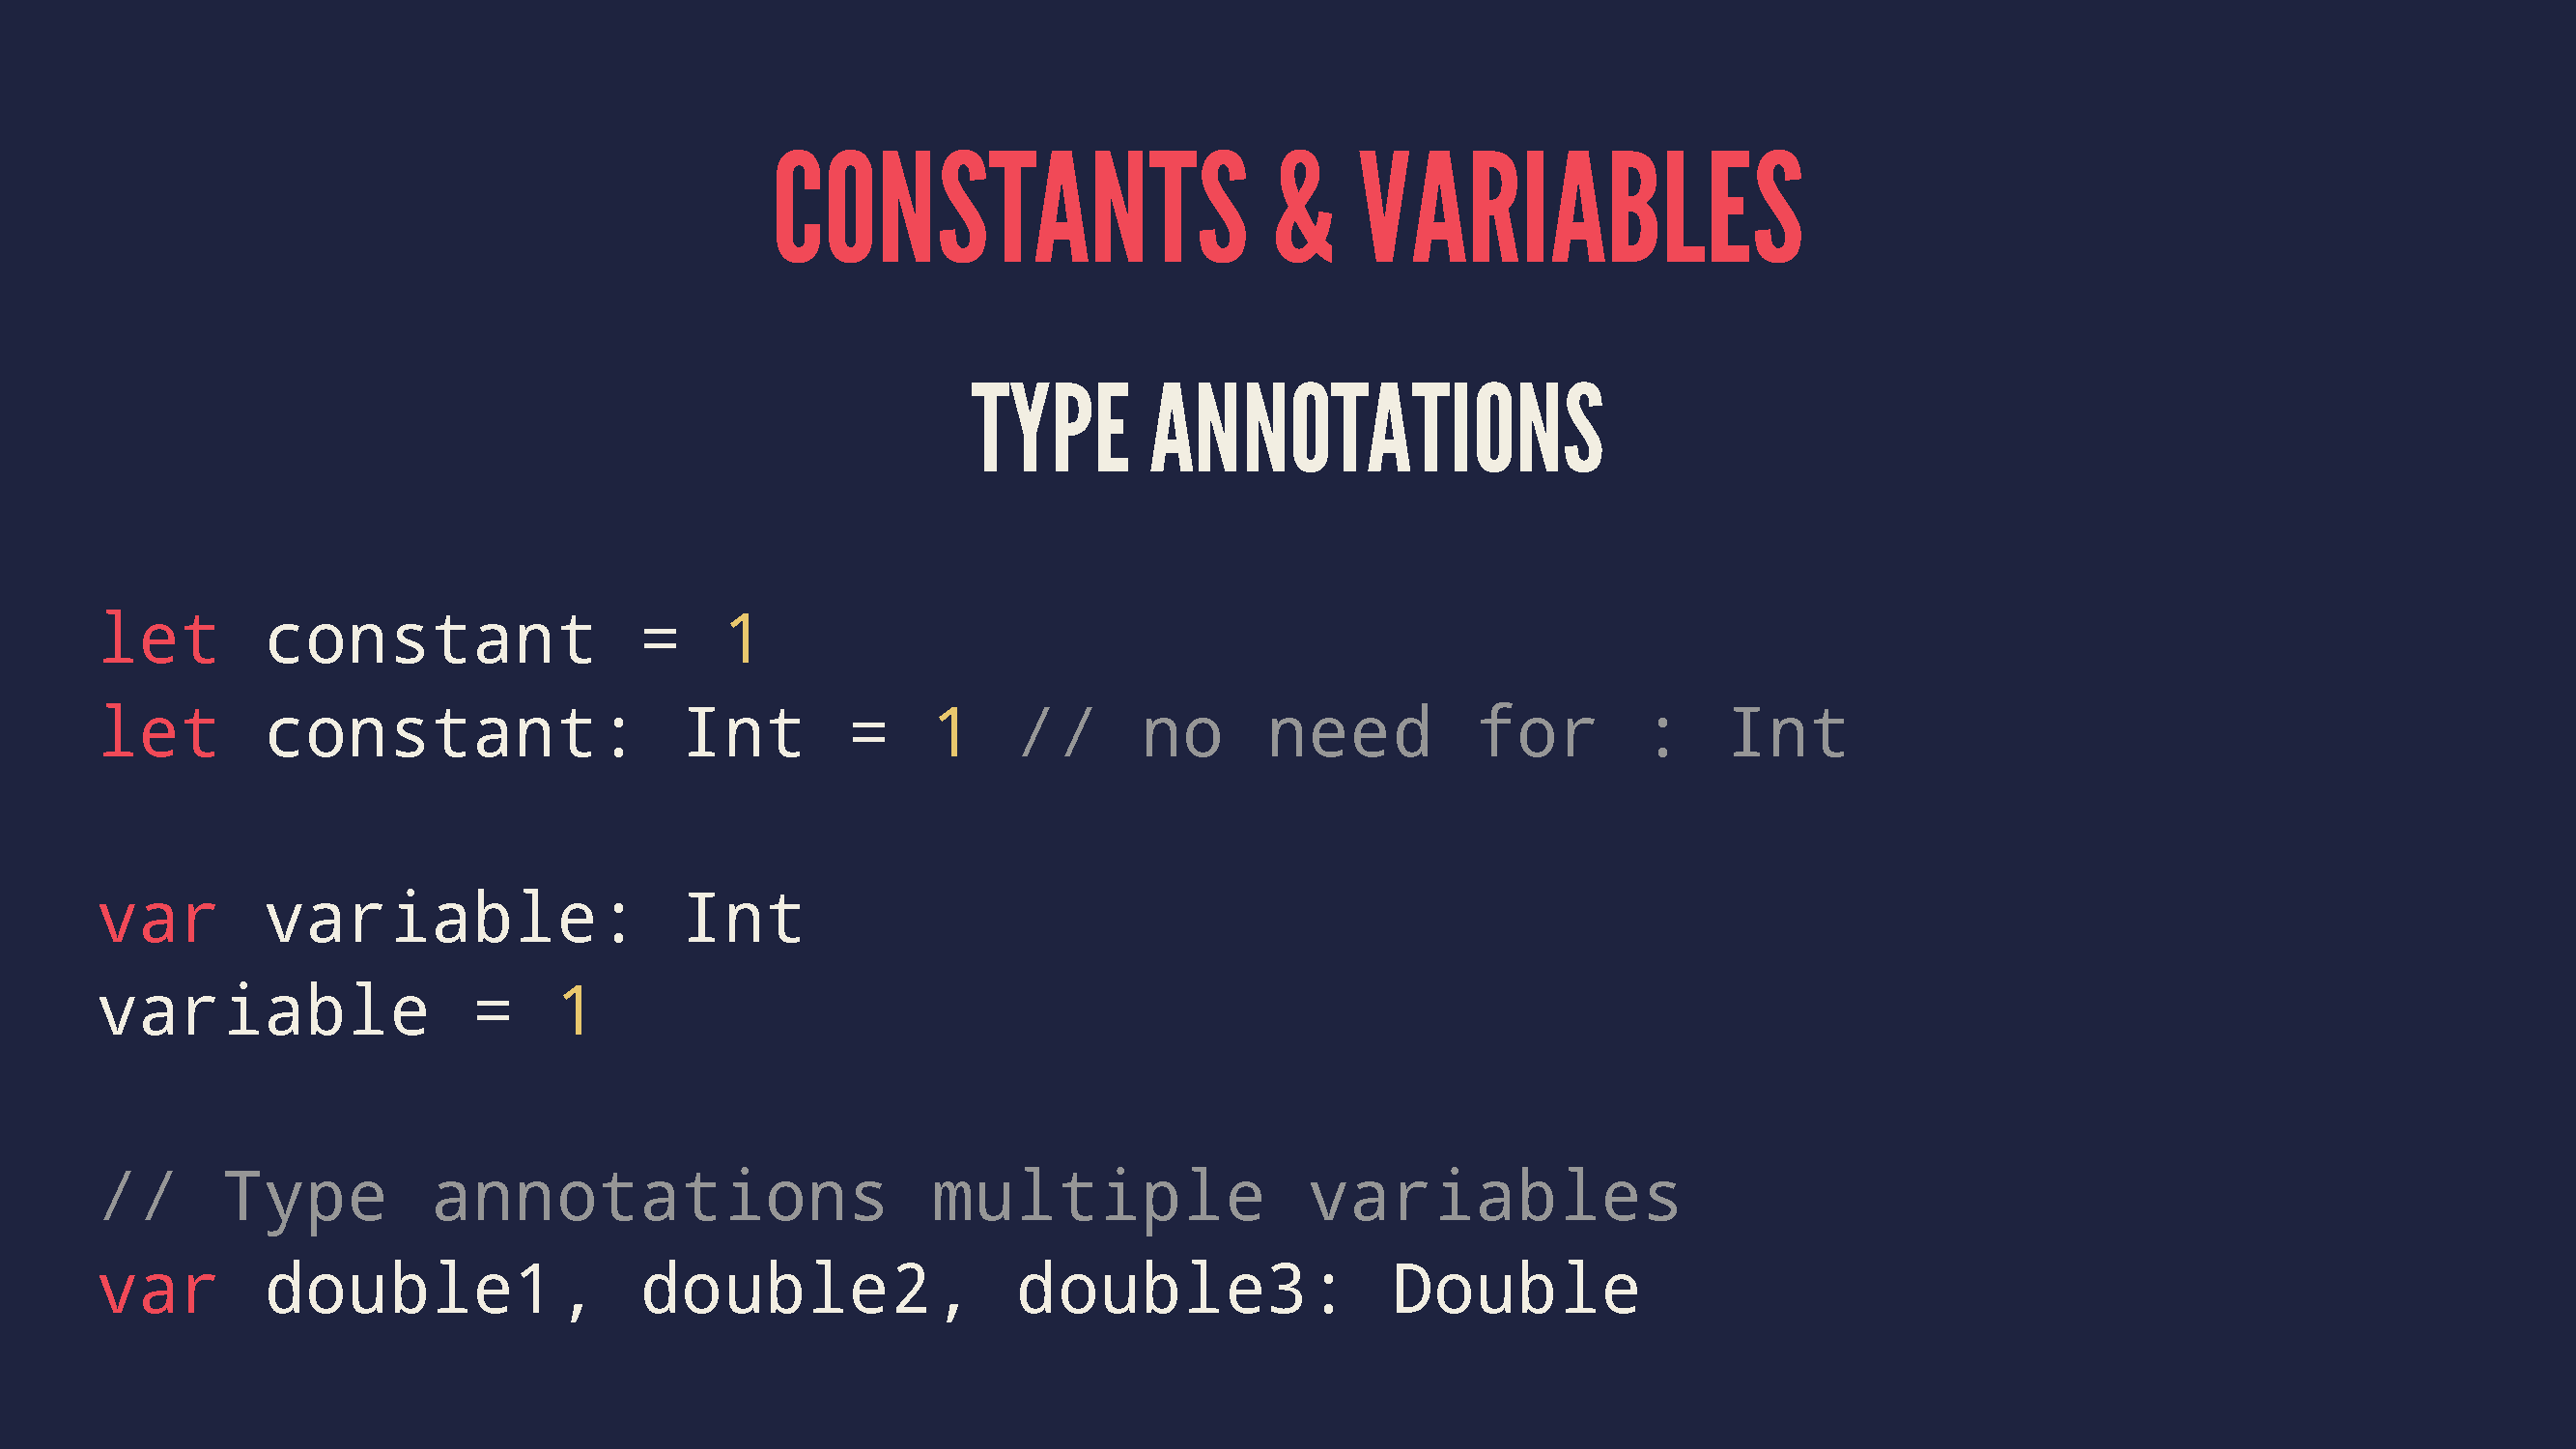 CONSTANTS & VARIABLES
TYPE ANNOTATIONS
let constant = 1
let constant: Int = 1 // no need for : Int
var variable: Int
variable = 1
// Type annotations multiple variables
var double1, double2, double3: Double